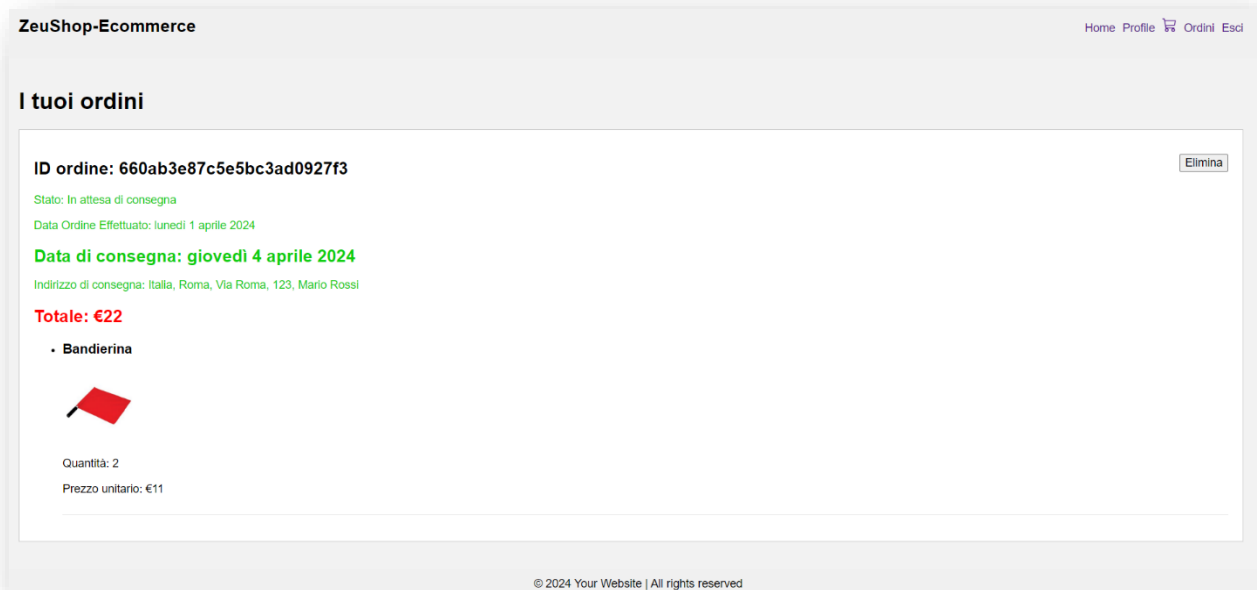 ZeuShop-Ecommerce
Home Profile Ordini Esci
I tuoi ordini
ID ordine: 660ab3e87c5e5bc3ad0927f3
Elimina
Stato: In attesa di consegna
Data Ordine Effettuato: lunedì 1 aprile 2024
Data di consegna: giovedì 4 aprile 2024
Indirizzo di consegna: Italia, Roma, Via Roma, 123, Mario Rossi
Totale: €22
• Bandierina
Quantità: 2
Prezzo unitario: €11
© 2024 Your Website | All rights reserved